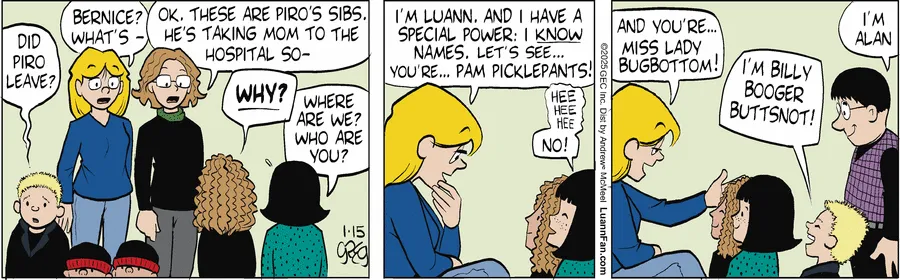 DID
PIRO
LEAVE?
BERNICE?
WHAT'S -
OK, THESE ARE PIRO'S SIBS.
HE'S TAKING MOM TO THE
HOSPITAL SO-
WHY?
WHERE
ARE WE?
WHO ARE
YOU?
1-15
I'M LUANN. AND I HAVE A
SPECIAL POWER: I KNOW
NAMES. LET'S SEE...
YOU'RE... PAM PICKLEPANTS!
HEE
HEE
HEE
NO!
©2025 GEC Inc. Dist by Andrews McMeel LuannFan.com
AND YOU'RE...
MISS LADY
BUGBOTTOM!
I'M BILLY
BOOGER
BUTTSNOT!
I'M
ALAN